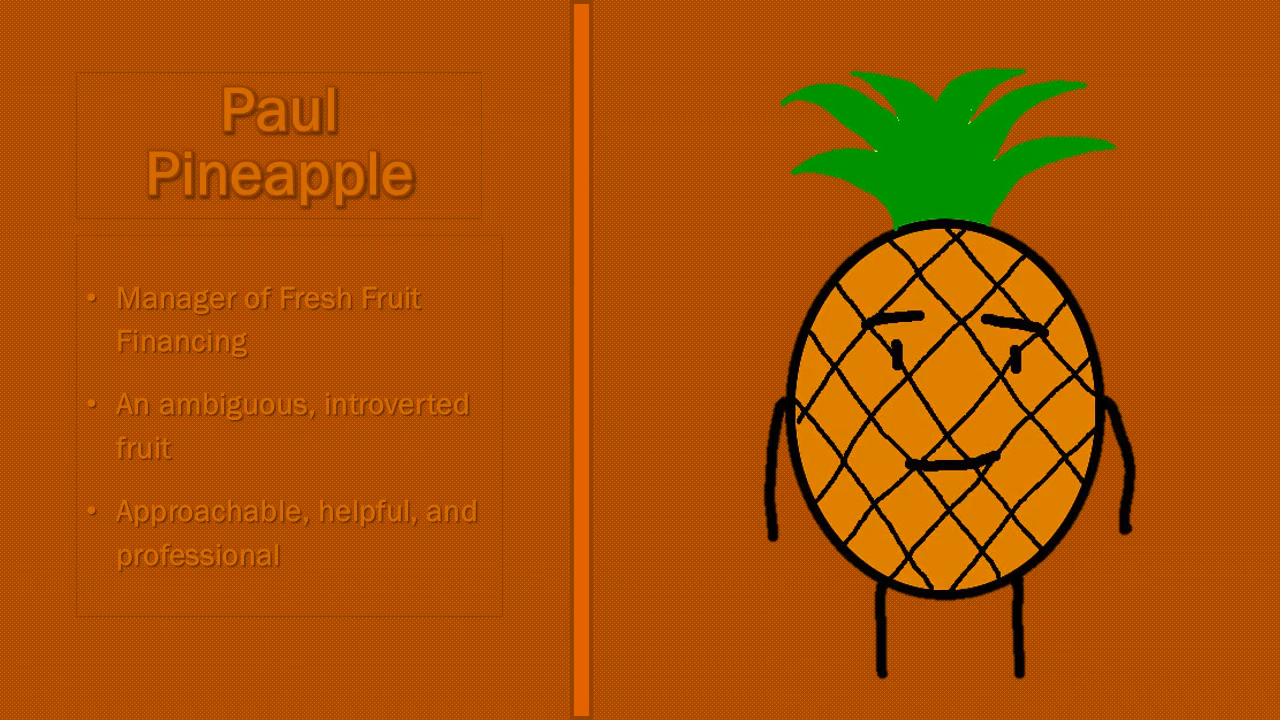 Paul
Pineapple
• Manager of Fresh Fruit
Financing
• An ambiguous, introverted
fruit
• Approachable, helpful, and
professional